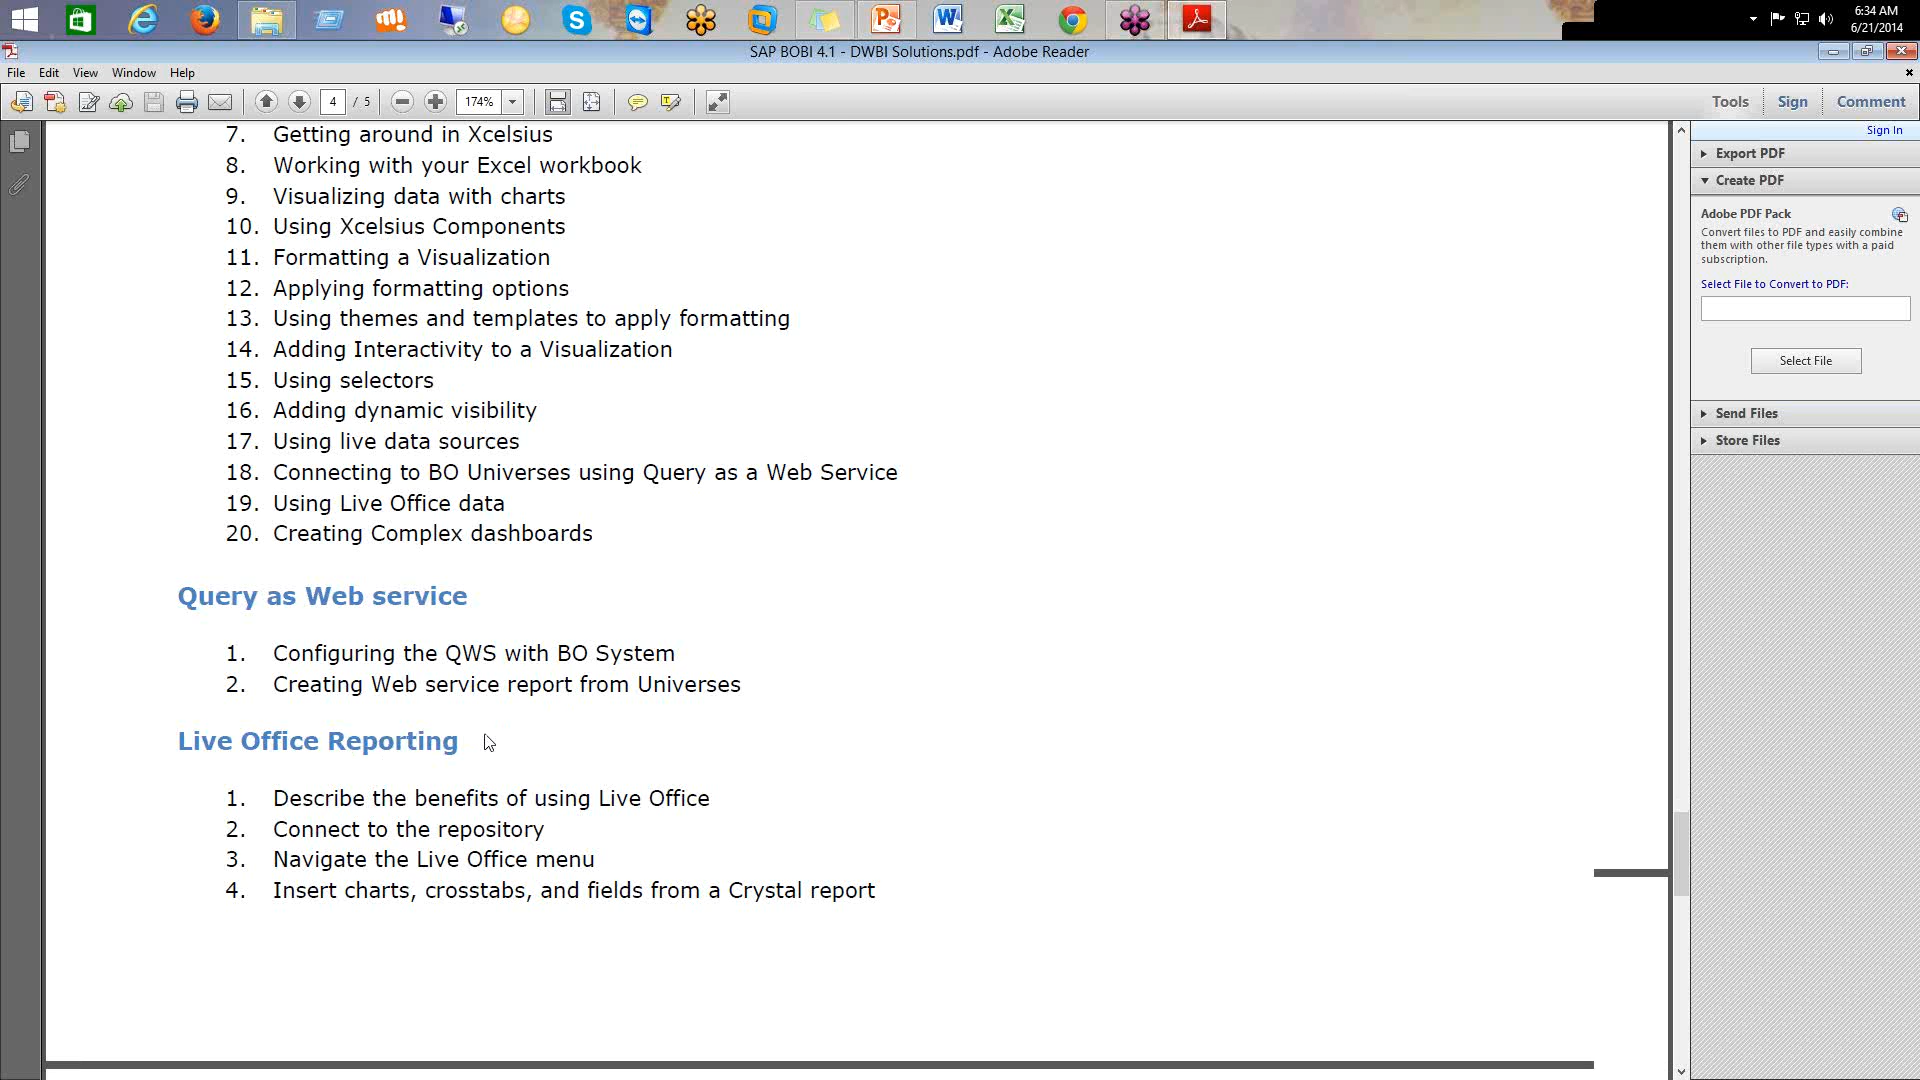 6:34 AM
6/21/2014
SAP BOBI 4.1 - DWBI Solutions.pdf - Adobe Reader
File Edit View Window Help
4 / 5 174% Tools Sign Comment
Sign In
7. Getting around in Xcelsius
8. Working with your Excel workbook
9. Visualizing data with charts
10. Using Xcelsius Components
11. Formatting a Visualization
12. Applying formatting options
13. Using themes and templates to apply formatting
14. Adding Interactivity to a Visualization
15. Using selectors
16. Adding dynamic visibility
17. Using live data sources
18. Connecting to BO Universes using Query as a Web Service
19. Using Live Office data
20. Creating Complex dashboards
Query as Web service
1. Configuring the QWS with BO System
2. Creating Web service report from Universes
Live Office Reporting
1. Describe the benefits of using Live Office
2. Connect to the repository
3. Navigate the Live Office menu
4. Insert charts, crosstabs, and fields from a Crystal report
Export PDF
Create PDF
Adobe PDF Pack
Convert files to PDF and easily combine
them with other file types with a paid
subscription.
Select File to Convert to PDF:
Select File
Send Files
Store Files